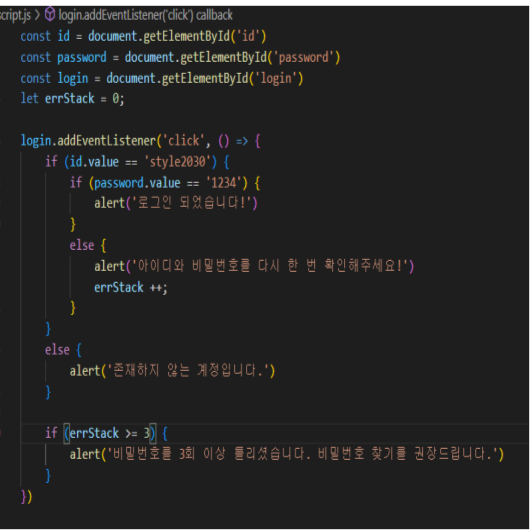 script.js > login.addEventListener('click') callback
const id = document.getElementById('id')
const password = document.getElementById('password')
const login = document.getElementById('login')
let errStack = 0;
login.addEventListener('click', () => {
if (id.value == 'style2030') {
if (password.value == '1234') {
alert('로그인 되었습니다!')
}
else {
alert('아이디와 비밀번호를 다시 한 번 확인해주세요!')
errStack ++;
}
}
else {
alert('존재하지 않는 계정입니다.')
}
if (errStack >= 3) {
alert('비밀번호를 3회 이상 틀리셨습니다. 비밀번호 찾기를 권장드립니다.')
}
})